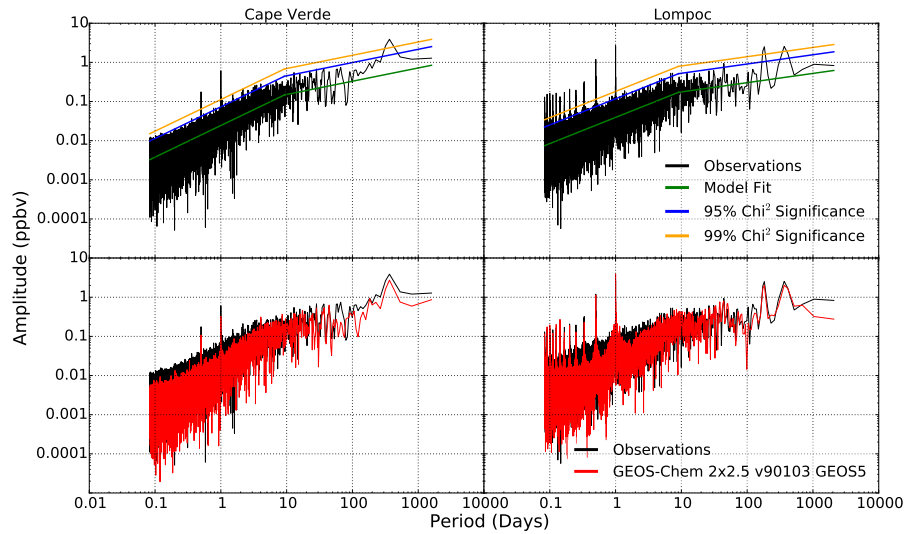 Cape Verde Lompoc
10
1
0.1
0.01
0.001
0.0001
Observations
Model Fit
95% Chi² Significance
99% Chi² Significance
Amplitude (ppbv)
10
1
0.1
0.01
0.001
0.0001
Observations
GEOS-Chem 2x2.5 v90103 GEOS5
0.01 0.1 1 10 100 1000 10000 0.1 1 10 100 1000 10000
Period (Days)